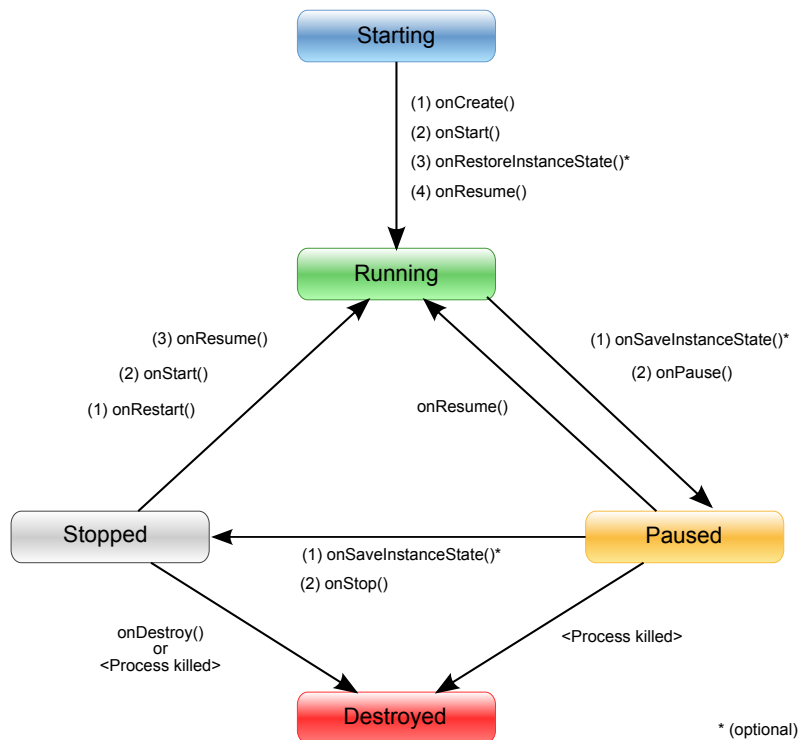 Starting
(1) onCreate()
(2) onStart()
(3) onRestoreInstanceState()*
(4) onResume()
Running
(3) onResume()
(2) onStart()
(1) onRestart()
onResume()
(1) onSaveInstanceState()*
(2) onPause()
Stopped
(1) onSaveInstanceState()*
(2) onStop()
Paused
onDestroy()
or
<Process killed>
<Process killed>
Destroyed
* (optional)